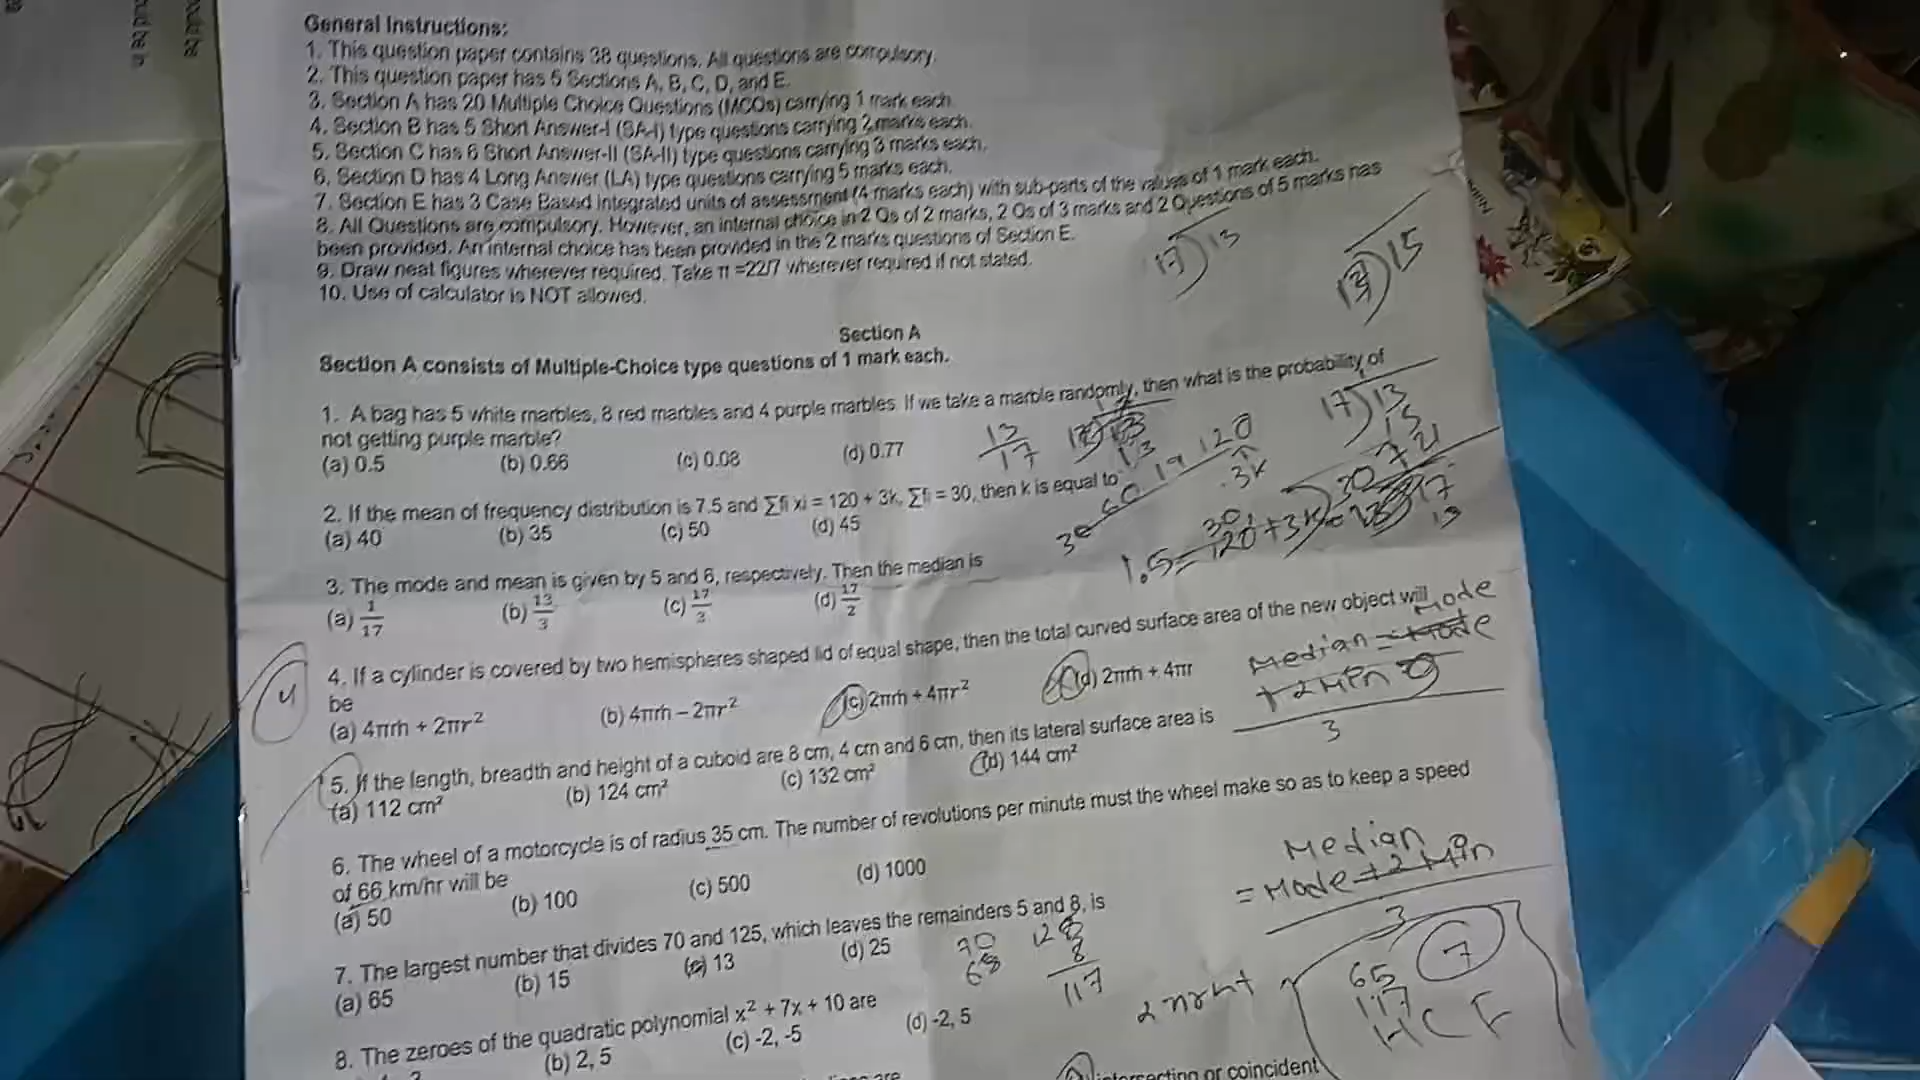 General Instructions:
1. This question paper contains 38 questions. All questions are compulsory.
2. This question paper has 5 Sections A, B, C, D, and E.
3. Section A has 20 Multiple Choice Questions (MCQs) carrying 1 mark each.
4. Section B has 5 Short Answer-I (SA-I) type questions carrying 2 marks each.
5. Section C has 6 Short Answer-II (SA-II) type questions carrying 3 marks each.
6. Section D has 4 Long Answer (LA) type questions carrying 5 marks each.
7. Section E has 3 Case Based integrated units of assessment (4 marks each) with sub-parts of the values of 1 mark each.
8. All Questions are compulsory. However, an internal choice in 2 Qs of 2 marks, 2 Qs of 3 marks and 2 Questions of 5 marks has
been provided. An internal choice has been provided in the 2 marks questions of Section E.
9. Draw neat figures wherever required. Take π =22/7 wherever required if not stated.
10. Use of calculator is NOT allowed.
17)13
15
Section A
Section A consists of Multiple-Choice type questions of 1 mark each.
1. A bag has 5 white marbles, 8 red marbles and 4 purple marbles. If we take a marble randomly, then what is the probability of
not getting purple marble?
(a) 0.5 (b) 0.66 (c) 0.08 (d) 0.77
13/17
17)13
2. If the mean of frequency distribution is 7.5 and ∑fi xi = 120 + 3k, ∑fi = 30, then k is equal to
(a) 40 (b) 35 (c) 50 (d) 45
120
3k
3. The mode and mean is given by 5 and 6, respectively. Then the median is
(a) 1/17 (b) 13/3 (c) 17/3 (d) 17/2
4
4. If a cylinder is covered by two hemispheres shaped lid of equal shape, then the total curved surface area of the new object will
be
(a) 4πrh + 2πr² (b) 4πrh – 2πr² (c) 2πrh + 4πr² (d) 2πrh + 4πr
Median = Mode
3
5. If the length, breadth and height of a cuboid are 8 cm, 4 cm and 6 cm, then its lateral surface area is
(a) 112 cm² (b) 124 cm² (c) 132 cm² (d) 144 cm²
6. The wheel of a motorcycle is of radius 35 cm. The number of revolutions per minute must the wheel make so as to keep a speed
of 66 km/hr will be
(a) 50 (b) 100 (c) 500 (d) 1000
Median
= Mode + 2 Min
3
7. The largest number that divides 70 and 125, which leaves the remainders 5 and 8, is
(a) 65 (b) 15 (c) 13 (d) 25
8
117
65
7
117
HCF
8. The zeroes of the quadratic polynomial x² + 7x + 10 are
(b) 2, 5 (c) -2, -5 (d) -2, 5
intersecting or coincident